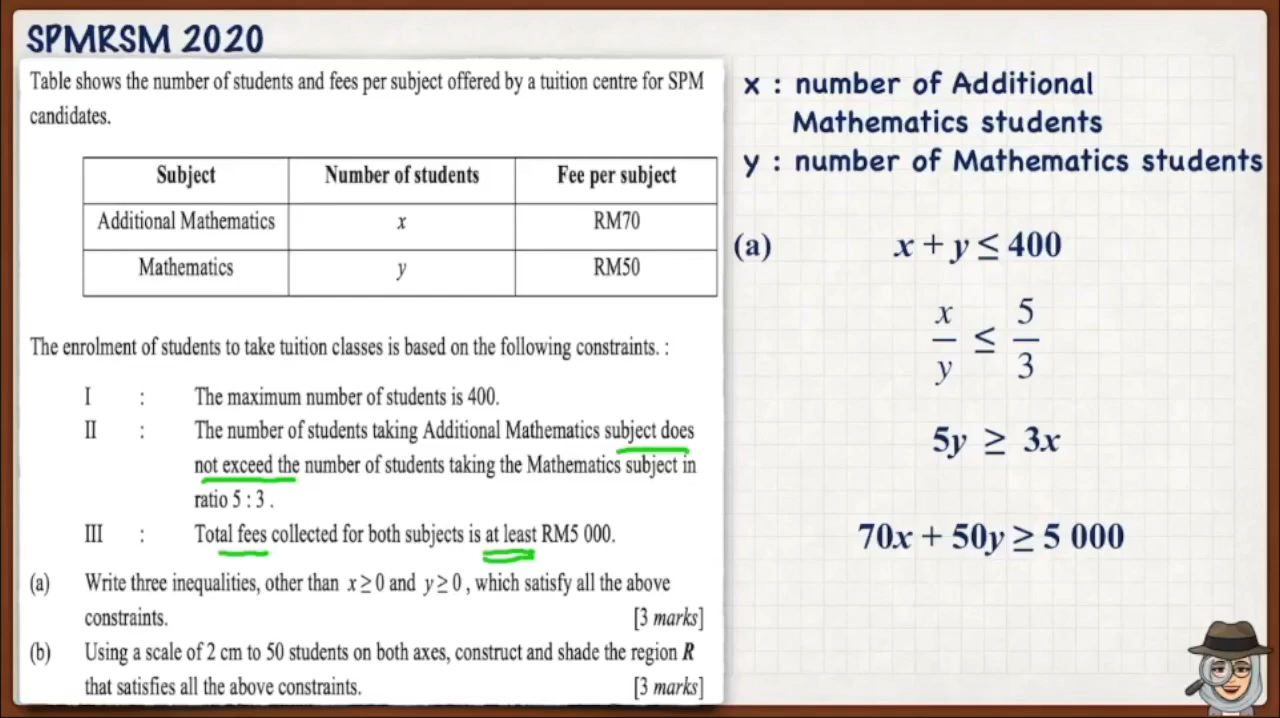 SPMRSM 2020
Table shows the number of students and fees per subject offered by a tuition centre for SPM
candidates.
Subject Number of students Fee per subject
Additional Mathematics x RM70
Mathematics y RM50
The enrolment of students to take tuition classes is based on the following constraints. :
I : The maximum number of students is 400.
II : The number of students taking Additional Mathematics subject does
not exceed the number of students taking the Mathematics subject in
ratio 5 : 3 .
III : Total fees collected for both subjects is at least RM5 000.
(a) Write three inequalities, other than x ≥ 0 and y ≥ 0 , which satisfy all the above
constraints. [3 marks]
(b) Using a scale of 2 cm to 50 students on both axes, construct and shade the region R
that satisfies all the above constraints. [3 marks]
x : number of Additional
Mathematics students
y : number of Mathematics students
(a) x + y ≤ 400
x/y ≤ 5/3
5y ≥ 3x
70x + 50y ≥ 5 000